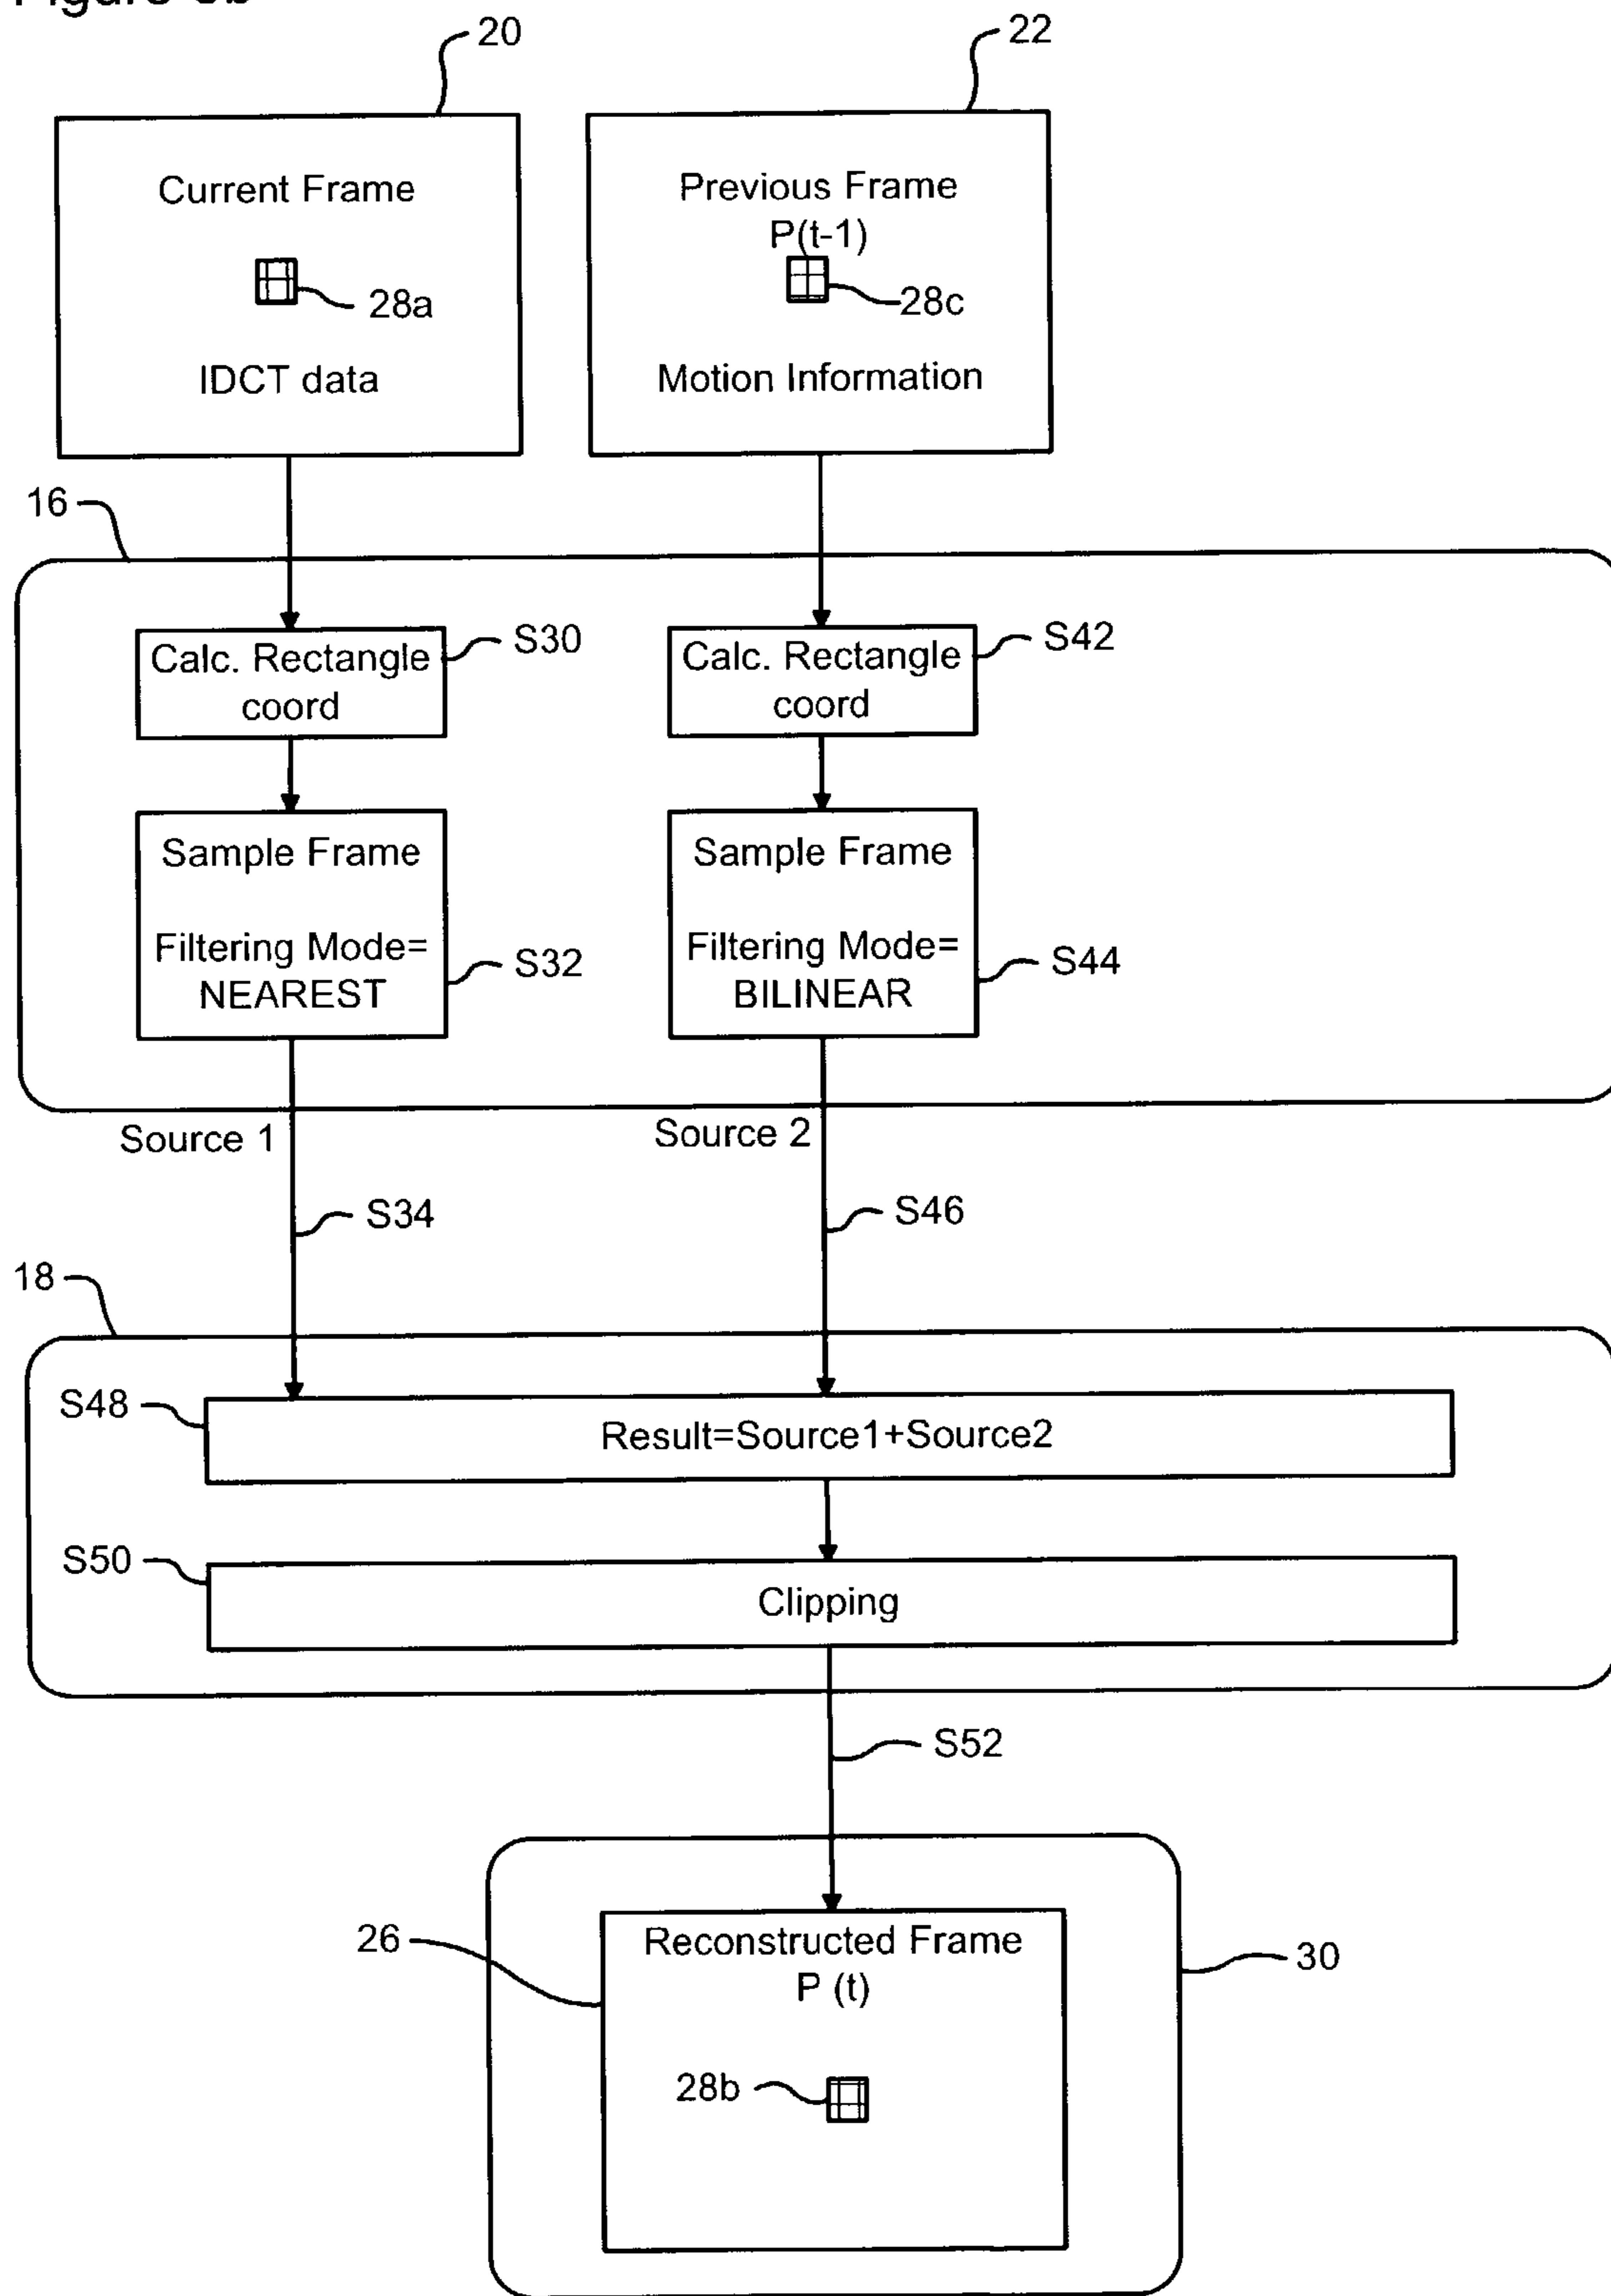 20
22
Current Frame
28a
IDCT data
Previous Frame
P(t-1)
28c
Motion Information
16
Calc. Rectangle
coord
S30
Calc. Rectangle
coord
S42
Sample Frame
Filtering Mode=
NEAREST
S32
Sample Frame
Filtering Mode=
BILINEAR
S44
Source 1
Source 2
S34
S46
18
S48
Result=Source1+Source2
S50
Clipping
S52
26
Reconstructed Frame
P (t)
28b
30